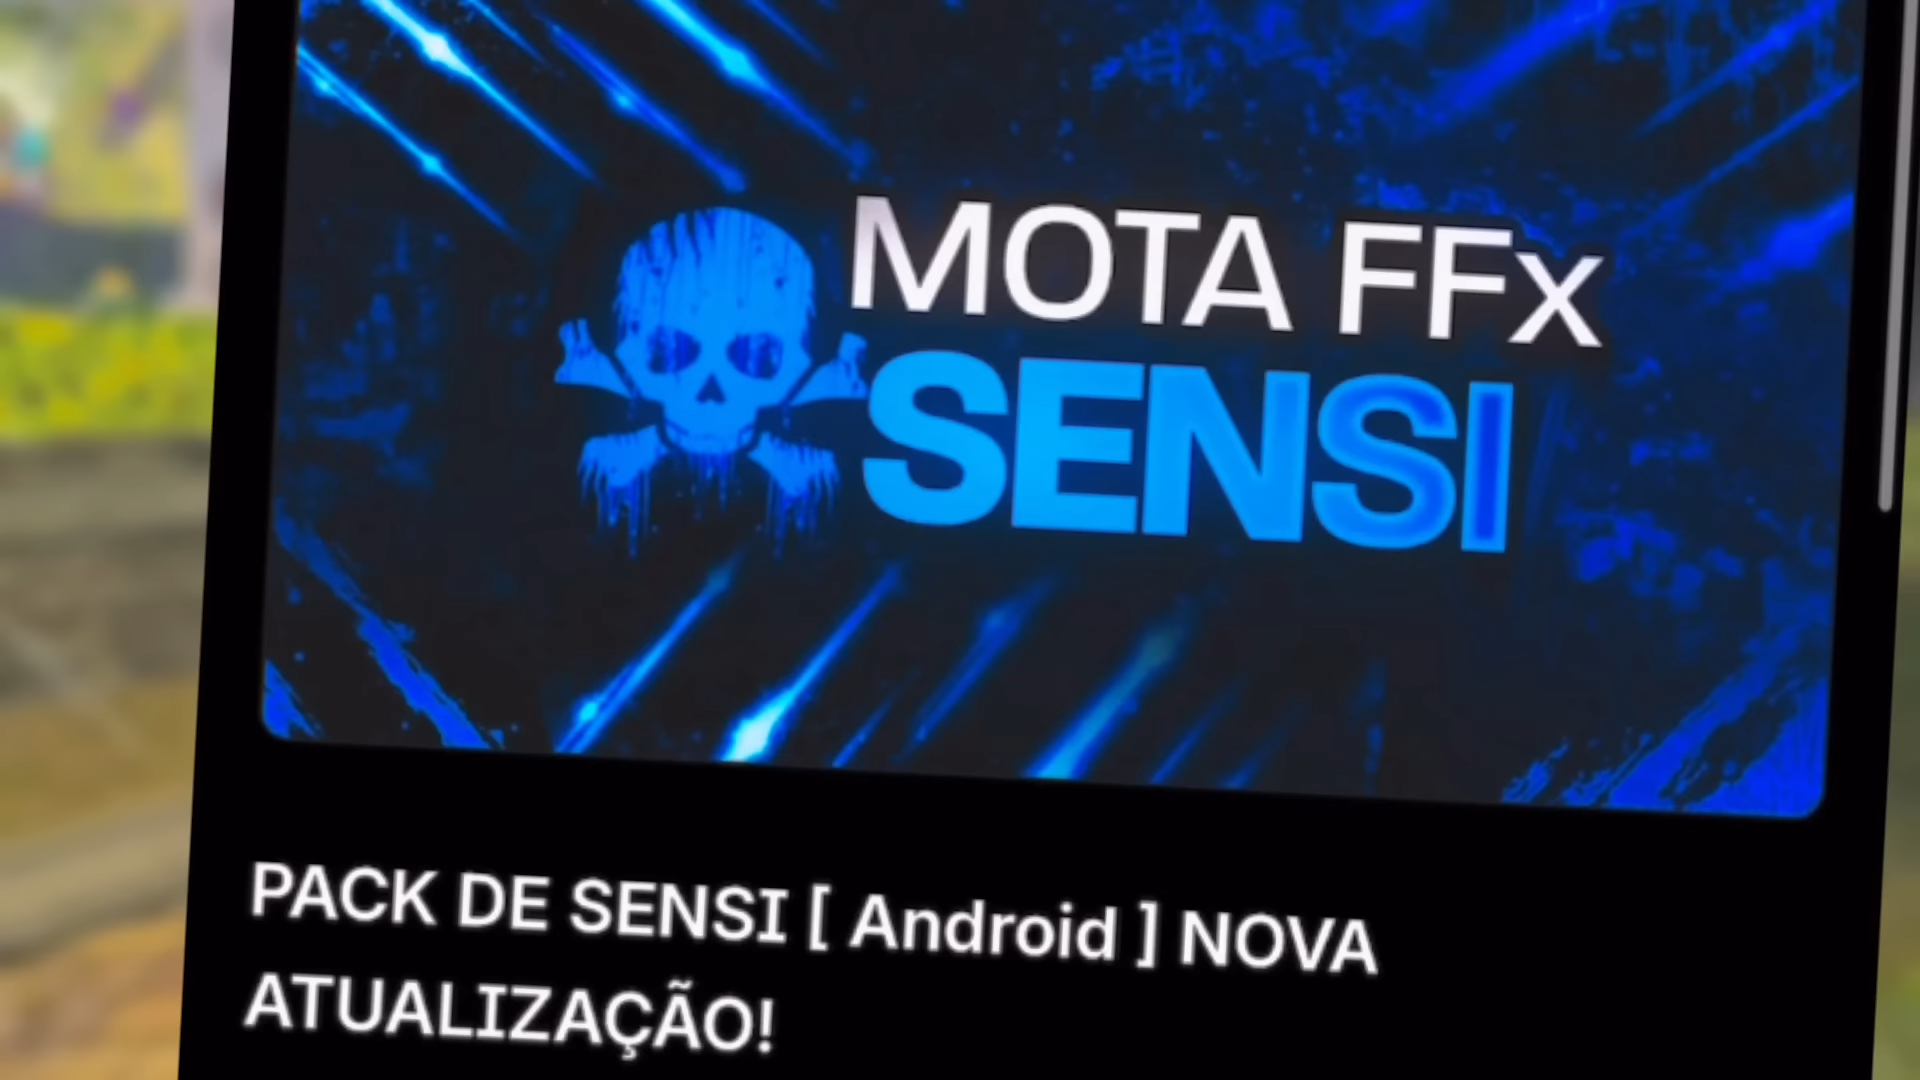 MOTA FFx
SENSI
PACK DE SENSI [ Android ] NOVA
ATUALIZAÇÃO!